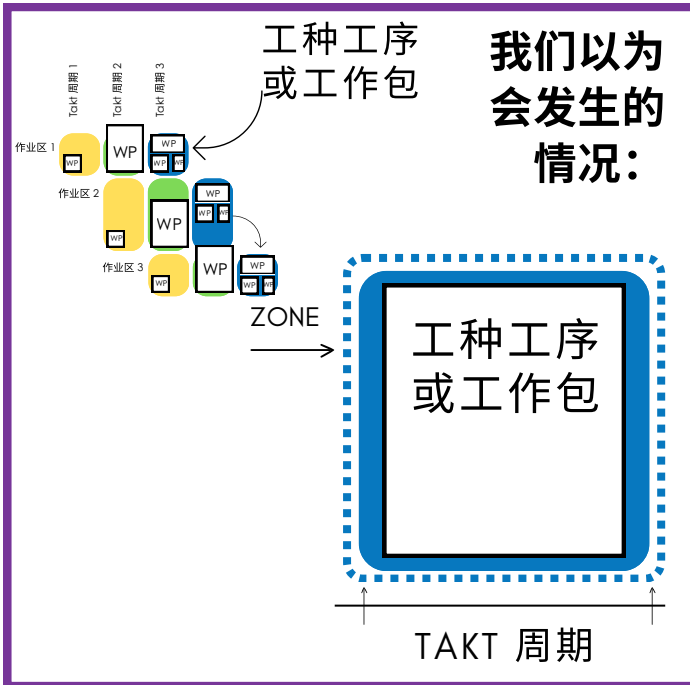 工种工序
或工作包
我们以为
会发生的
情况：
Takt 周期 1
Takt 周期 2
Takt 周期 3
作业区 1
WP
WP
WP
WP
WP
作业区 2
WP
WP
WP
WP
WP
作业区 3
WP
WP
WP
WP
WP
ZONE
工种工序
或工作包
TAKT 周期